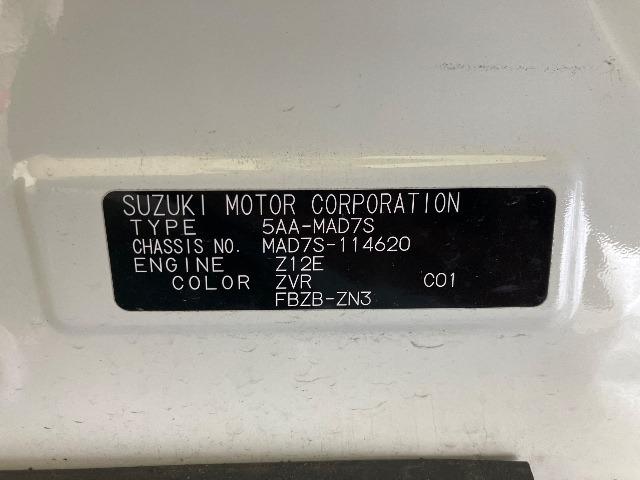 SUZUKI MOTOR CORPORATION
TYPE 5AA-MAD7S
CHASSIS NO. MAD7S-114620
ENGINE Z12E
COLOR ZVR C01
FBZB-ZN3